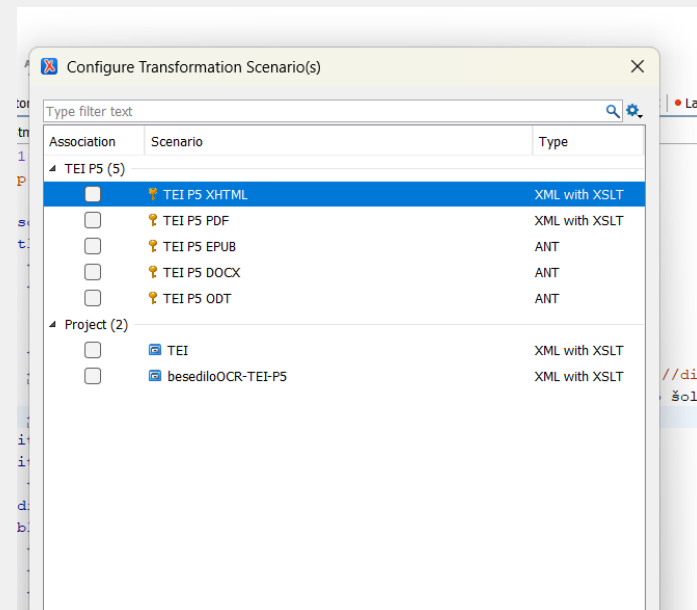 Configure Transformation Scenario(s)
Type filter text
Association Scenario Type
TEI P5 (5)
TEI P5 XHTML XML with XSLT
TEI P5 PDF XML with XSLT
TEI P5 EPUB ANT
TEI P5 DOCX ANT
TEI P5 ODT ANT
Project (2)
TEI XML with XSLT
besediloOCR-TEI-P5 XML with XSLT